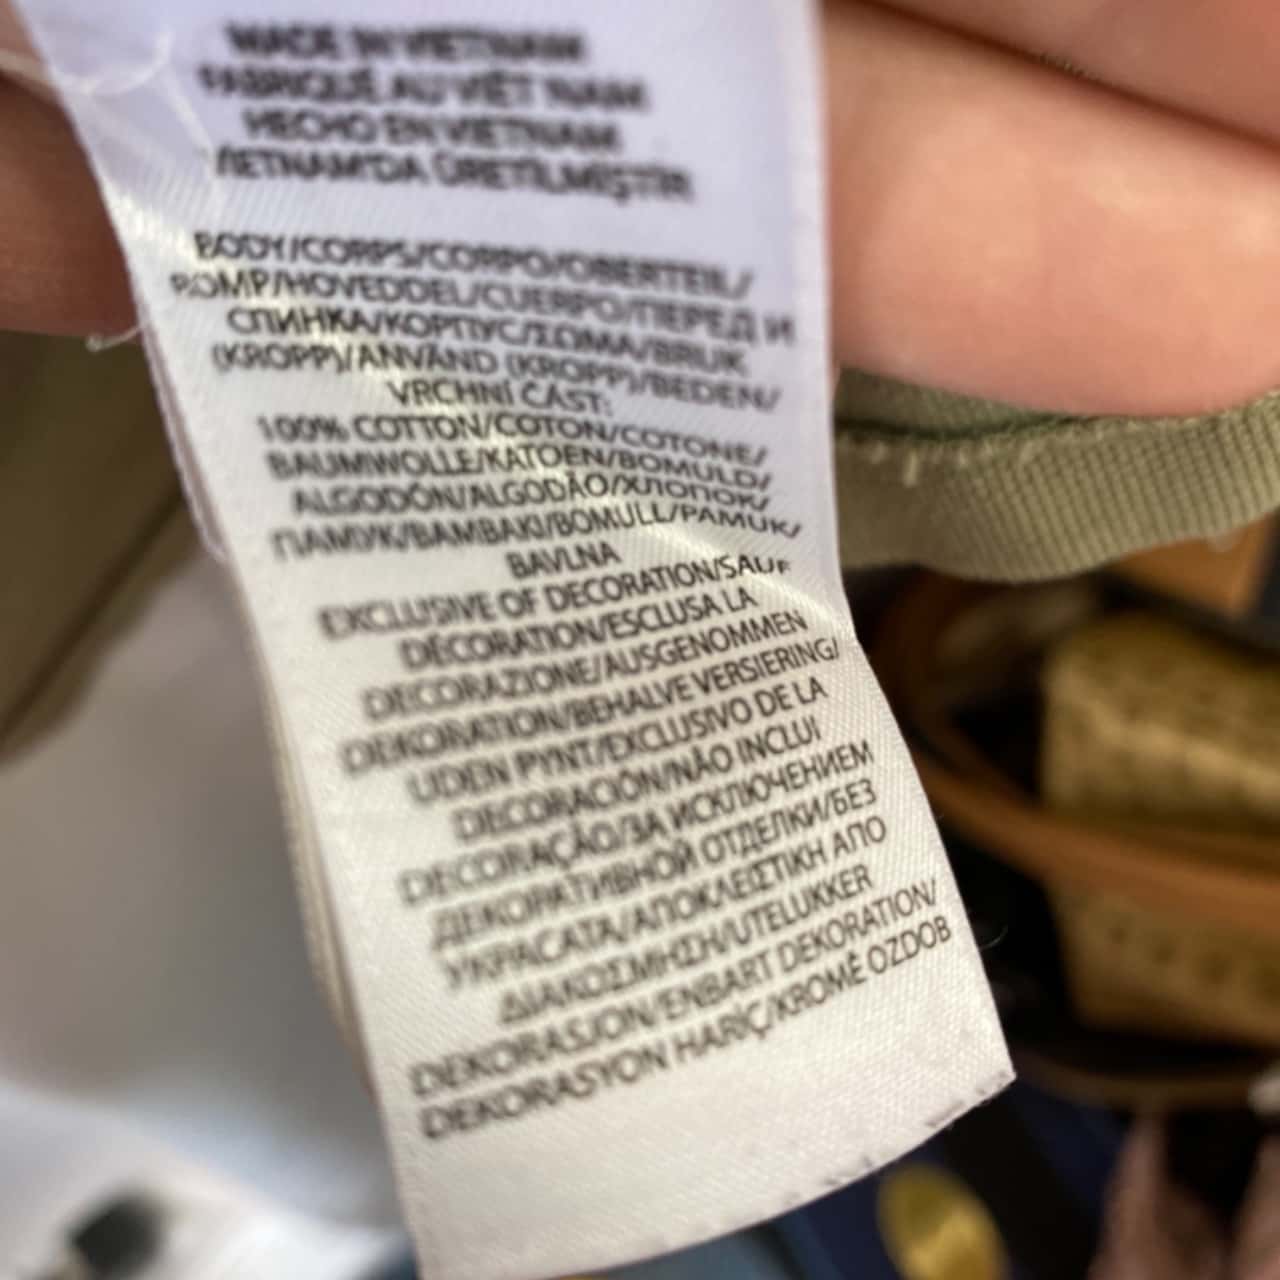 MADE IN VIETNAM
FABRIQUÉ AU VIÊT NAM
HECHO EN VIETNAM
VIETNAM'DA ÜRETİLMİŞTİR
BODY/CORPS/CORPO/OBERTEIL/
ROMP/HOVEDDEL/CUERPO/ПЕРЕД И
СПИНКА/КОРПУС/ΣΩΜΑ/BRUK
(KROPP)/ANVÄND (KROPP)/BEDEN/
VRCHNÍ ČÁST:
100% COTTON/COTON/COTONE/
BAUMWOLLE/KATOEN/BOMULD/
ALGODÓN/ALGODÃO/ХЛОПОК/
ПАМУК/BAMBAKI/BOMULL/PAMUK/
BAVLNA
EXCLUSIVE OF DECORATION/SAUF
DÉCORATION/ESCLUSA LA
DECORAZIONE/AUSGENOMMEN
DEKORATION/BEHALVE VERSIERING/
UDEN PYNT/EXCLUSIVO DE LA
DECORACIÓN/NÃO INCLUI
DECORAÇÃO/ЗА ИСКЛЮЧЕНИЕМ
ДЕКОРАТИВНОЙ ОТДЕЛКИ/БЕЗ
УКРАСАТА/ΑΠΟΚΛΕΙΣΤΙΚΗ ΑΠΟ
ΔΙΑΚΟΣΜΗΣΗ/UTELUKKER
DEKORASJON/ENBART DEKORATION/
DEKORASYON HARİÇ/KROMĚ OZDOB